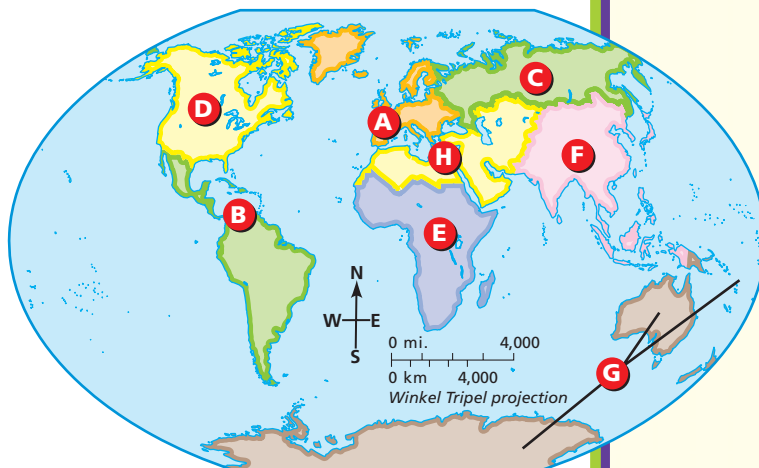 C
D
A
H
F
B
E
N
W E
S
0 mi. 4,000
0 km 4,000
Winkel Tripel projection
G